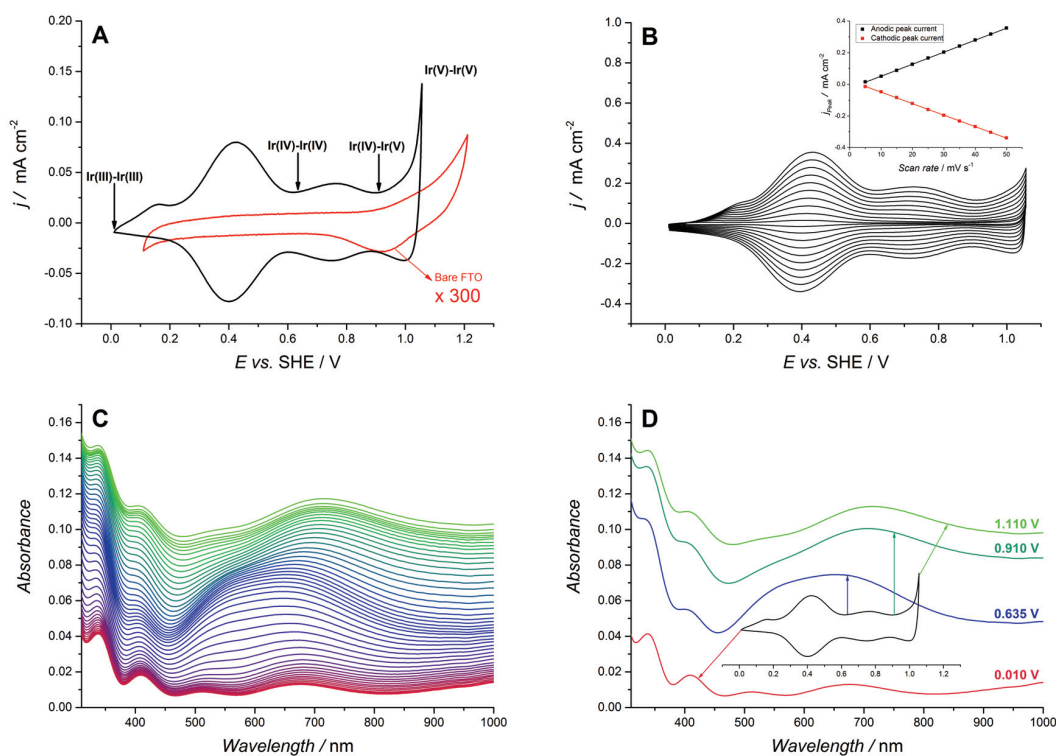 A
Ir(V)-Ir(V)
Ir(IV)-Ir(IV)
Ir(IV)-Ir(V)
Ir(III)-Ir(III)
Bare FTO
x 300
0.20
0.15
0.10
0.05
0.00
-0.05
-0.10
0.0 0.2 0.4 0.6 0.8 1.0 1.2
j / mA cm-2
E vs. SHE / V
B
1.0
0.8
0.6
0.4
0.2
0.0
-0.2
-0.4
0.0 0.2 0.4 0.6 0.8 1.0
j / mA cm-2
E vs. SHE / V
Anodic peak current
Cathodic peak current
0.4
0.2
0.0
-0.2
-0.4
0 10 20 30 40 50
jPeak / mA cm-2
Scan rate / mV s-1
C
0.16
0.14
0.12
0.10
0.08
0.06
0.04
0.02
0.00
400 500 600 700 800 900 1000
Absorbance
Wavelength / nm
D
0.16
0.14
0.12
0.10
0.08
0.06
0.04
0.02
0.00
1.110 V
0.910 V
0.635 V
0.010 V
0.0 0.2 0.4 0.6 0.8 1.0 1.2
400 500 600 700 800 900 1000
Absorbance
Wavelength / nm